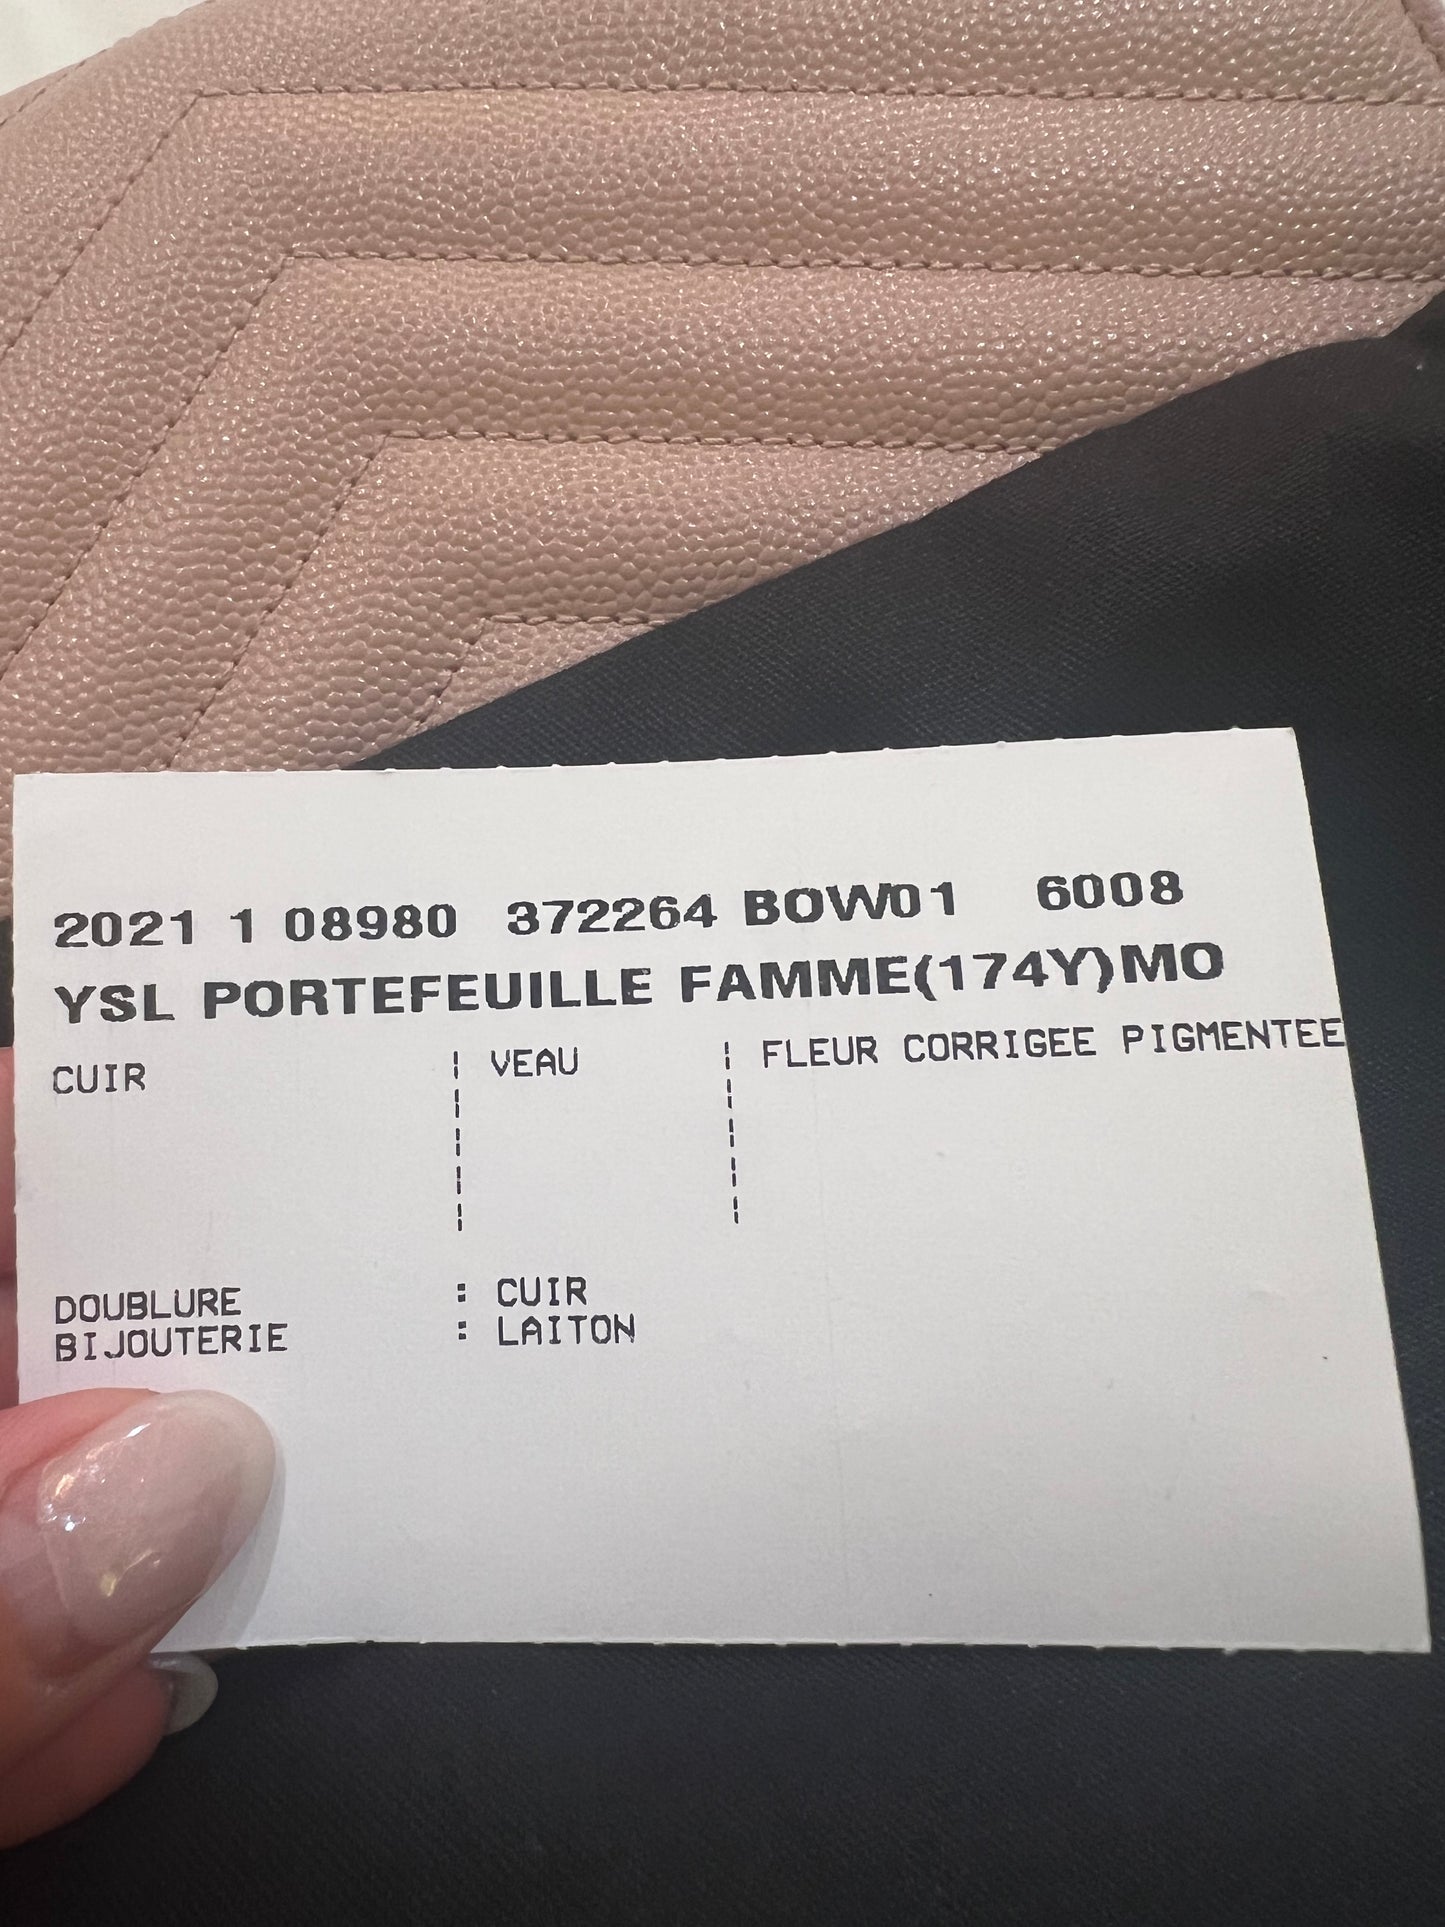 2021 1 08980 372264 BOW01 6008
YSL PORTEFEUILLE FAMME(174Y)MO
CUIR ¦ VEAU ¦ FLEUR CORRIGEE PIGMENTEE
DOUBLURE : CUIR
BIJOUTERIE : LAITON